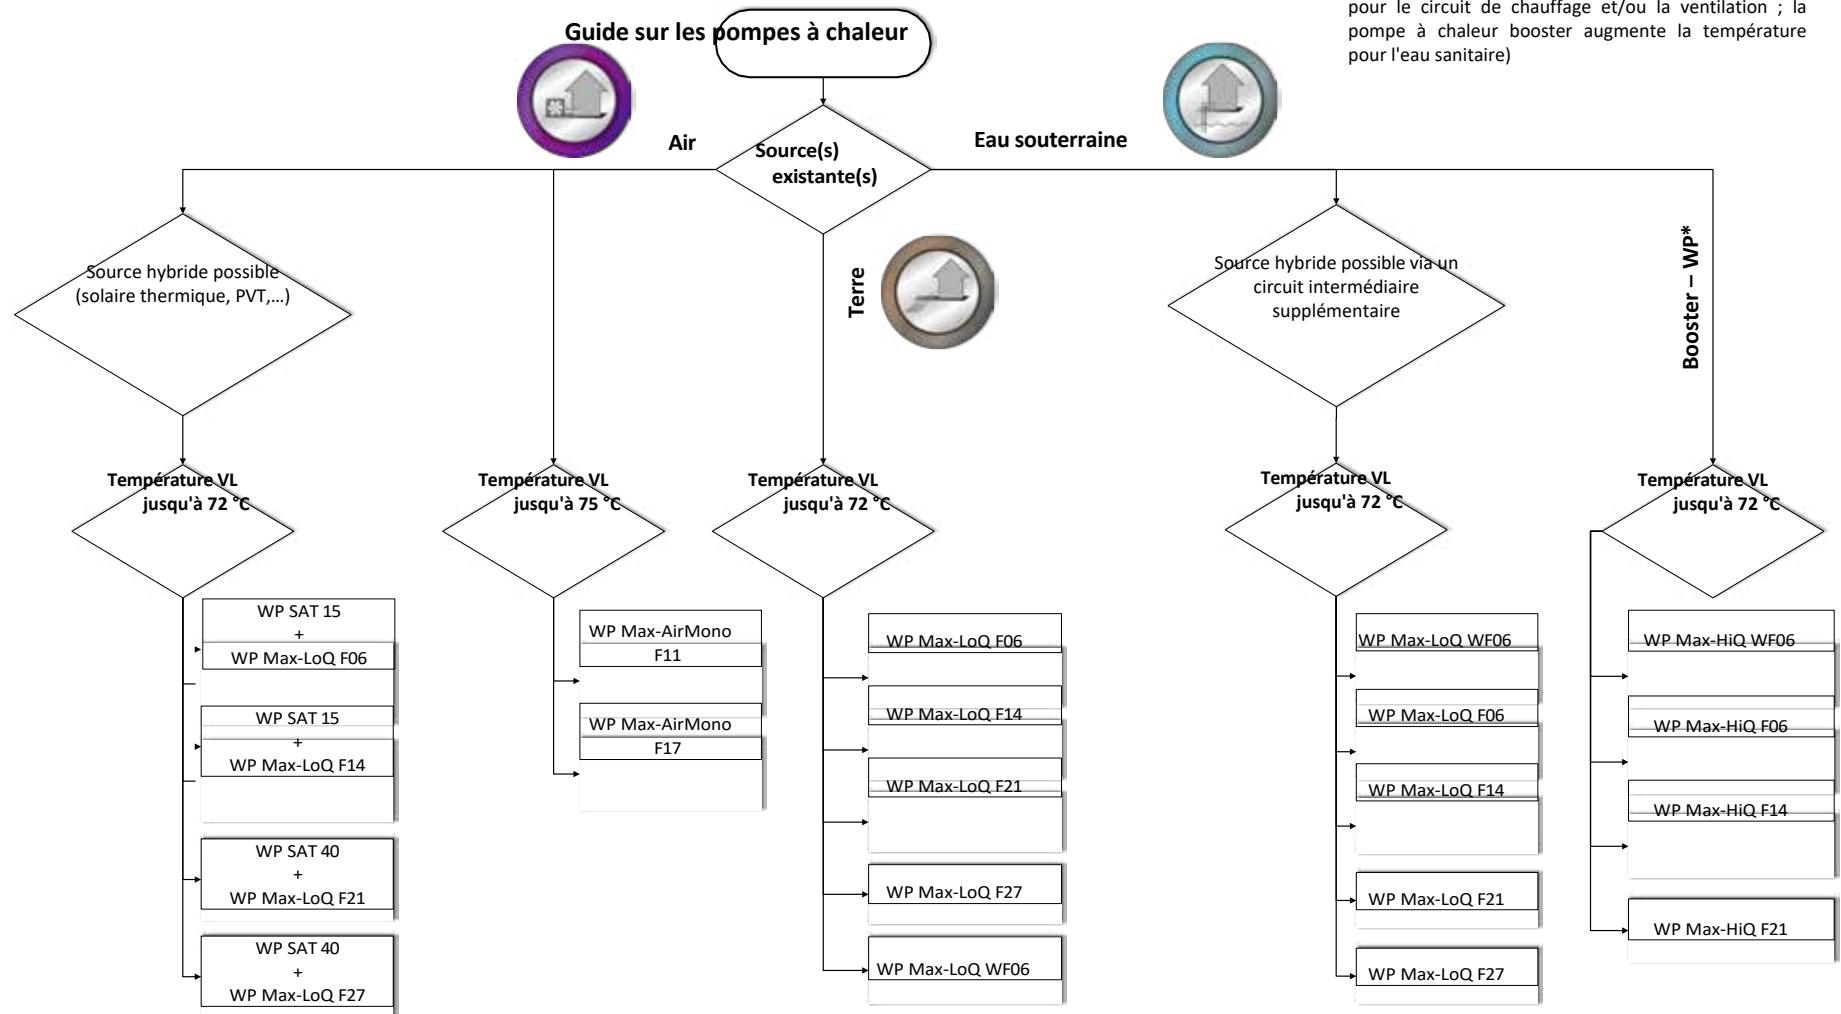 pour le circuit de chauffage et/ou la ventilation ; la
pompe à chaleur booster augmente la température
pour l'eau sanitaire)
Guide sur les pompes à chaleur
Air
Source(s)
existante(s)
Eau souterraine
Terre
Booster – WP*
Source hybride possible
(solaire thermique, PVT,...)
Source hybride possible via un
circuit intermédiaire
supplémentaire
Température VL
jusqu'à 72 °C
Température VL
jusqu'à 75 °C
Température VL
jusqu'à 72 °C
Température VL
jusqu'à 72 °C
Température VL
jusqu'à 72 °C
WP SAT 15
+
WP Max-LoQ F06
WP SAT 15
+
WP Max-LoQ F14
WP SAT 40
+
WP Max-LoQ F21
WP SAT 40
+
WP Max-LoQ F27
WP Max-AirMono
F11
WP Max-AirMono
F17
WP Max-LoQ F06
WP Max-LoQ F14
WP Max-LoQ F21
WP Max-LoQ F27
WP Max-LoQ WF06
WP Max-LoQ WF06
WP Max-LoQ F06
WP Max-LoQ F14
WP Max-LoQ F21
WP Max-LoQ F27
WP Max-HiQ WF06
WP Max-HiQ F06
WP Max-HiQ F14
WP Max-HiQ F21